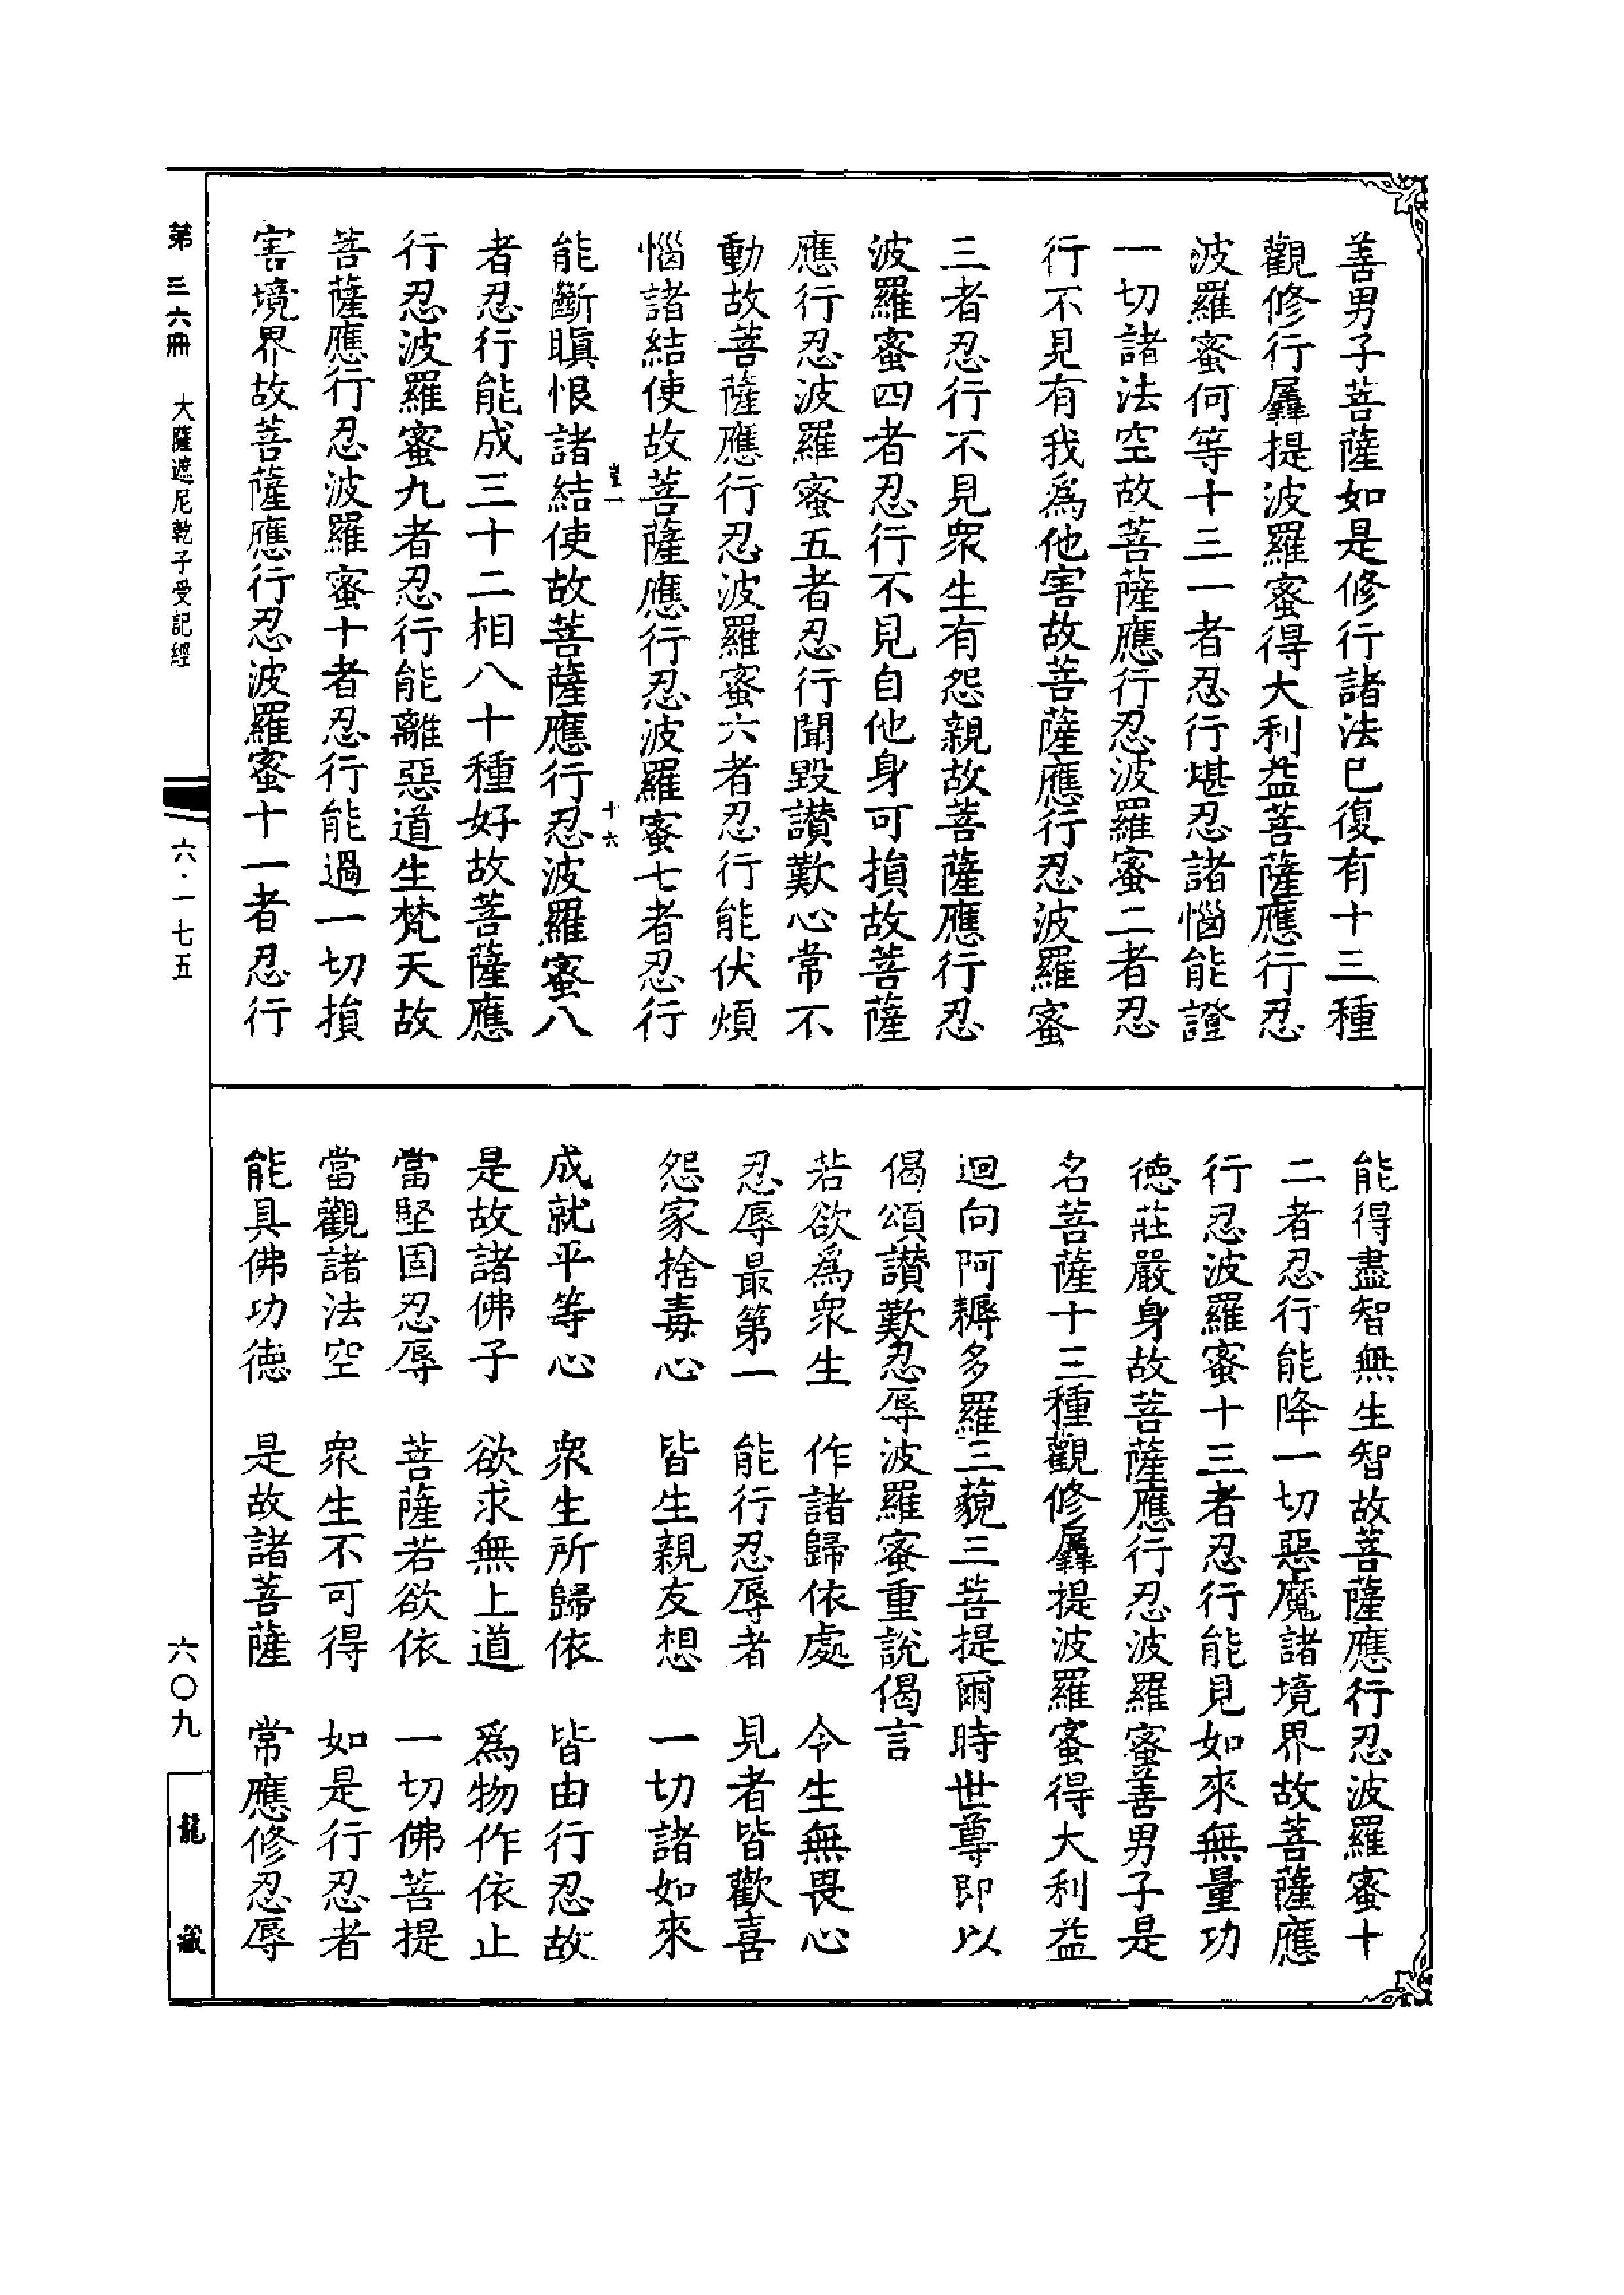 善男子菩薩如是修行諸法已復有十三種
觀修行羼提波羅蜜得大利益菩薩應行忍
波羅蜜何等十三一者忍行堪忍諸惱能證
一切諸法空故菩薩應行忍波羅蜜二者忍
行不見有我爲他害故菩薩應行忍波羅蜜
三者忍行不見衆生有怨親故菩薩應行忍
波羅蜜四者忍行不見自他身可損故菩薩
應行忍波羅蜜五者忍行聞毀讃歎心常不
動故菩薩應行忍波羅蜜六者忍行能伏煩
惱諸結使故菩薩應行忍波羅蜜七者忍行
十六
能斷瞋恨諸結使故菩薩應行忍波羅蜜八
者忍行能成三十二相八十種好故菩薩應
行忍波羅蜜九者忍行能離惡道生梵天故
菩薩應行忍波羅蜜十者忍行能過一切損
害境界故菩薩應行忍波羅蜜十一者忍行
能得盡智無生智故菩薩應行忍波羅蜜十
二者忍行能降一切惡魔諸境界故菩薩應
行忍波羅蜜十三者忍行能見如來無量功
德莊嚴身故菩薩應行忍波羅蜜善男子是
名菩薩十三種觀修羼提波羅蜜得大利益
迴向阿耨多羅三藐三菩提爾時世尊即以
偈頌讃歎忍辱波羅蜜重說偈言
若欲爲衆生　作諸歸依處　令生無畏心
忍辱最第一　能行忍辱者　見者皆歡喜
怨家捨毒心　皆生親友想　一切諸如來
成就平等心　衆生所歸依　皆由行忍故
是故諸佛子　欲求無上道　爲物作依止
當堅固忍辱　菩薩若欲依　一切佛菩提
當觀諸法空　衆生不可得　如是行忍者
能具佛功德　是故諸菩薩　常應修忍辱
第三六冊　大薩遮尼乾子受記經
六·一七五
六〇九
龍藏